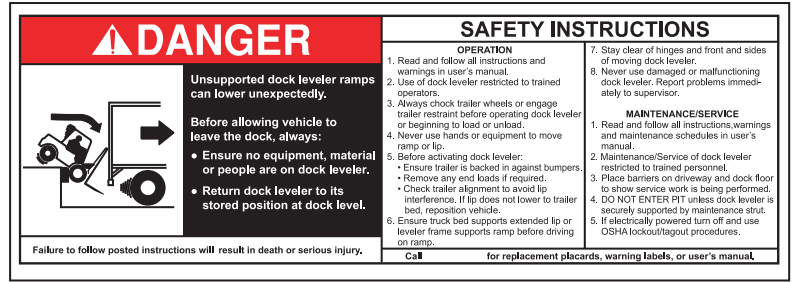 DANGER
Unsupported dock leveler ramps
can lower unexpectedly.
Before allowing vehicle to
leave the dock, always:
● Ensure no equipment, material
or people are on dock leveler.
● Return dock leveler to its
stored position at dock level.
Failure to follow posted instructions will result in death or serious injury.
SAFETY INSTRUCTIONS
OPERATION
1. Read and follow all instructions and
warnings in user's manual.
2. Use of dock leveler restricted to trained
operators.
3. Always chock trailer wheels or engage
trailer restraint before operating dock leveler
or beginning to load or unload.
4. Never use hands or equipment to move
ramp or lip.
5. Before activating dock leveler:
• Ensure trailer is backed in against bumpers.
• Remove any end loads if required.
• Check trailer alignment to avoid lip
interference. If lip does not lower to trailer
bed, reposition vehicle.
6. Ensure truck bed supports extended lip or
leveler frame supports ramp before driving
on ramp.
7. Stay clear of hinges and front and sides
of moving dock leveler.
8. Never use damaged or malfunctioning
dock leveler. Report problems immedi-
ately to supervisor.
MAINTENANCE/SERVICE
1. Read and follow all instructions,warnings
and maintenance schedules in user's
manual.
2. Maintenance/Service of dock leveler
restricted to trained personnel.
3. Place barriers on driveway and dock floor
to show service work is being performed.
4. DO NOT ENTER PIT unless dock leveler is
securely supported by maintenance strut.
5. If electrically powered turn off and use
OSHA lockout/tagout procedures.
Call for replacement placards, warning labels, or user's manual.